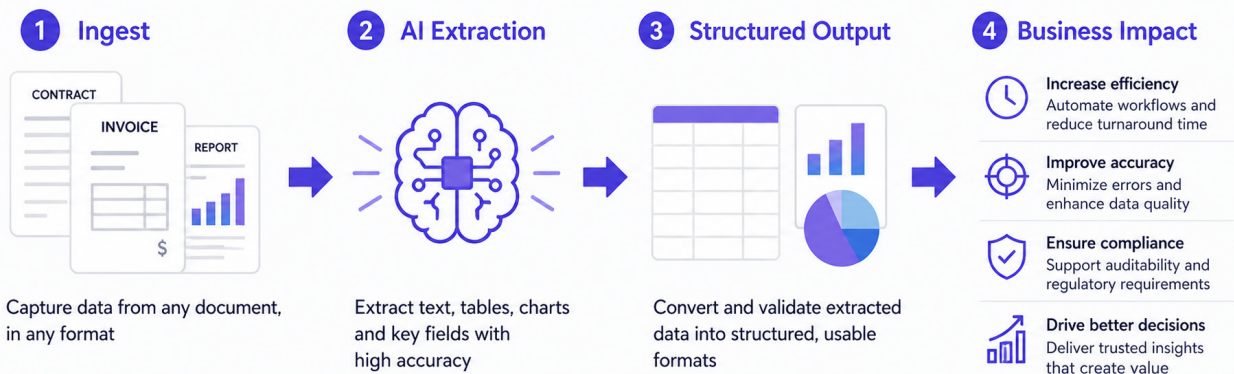 1 Ingest
CONTRACT
INVOICE
REPORT
$
Capture data from any document,
in any format
2 AI Extraction
Extract text, tables, charts
and key fields with
high accuracy
3 Structured Output
Convert and validate extracted
data into structured, usable
formats
4 Business Impact
Increase efficiency
Automate workflows and
reduce turnaround time
Improve accuracy
Minimize errors and
enhance data quality
Ensure compliance
Support auditability and
regulatory requirements
Drive better decisions
Deliver trusted insights
that create value